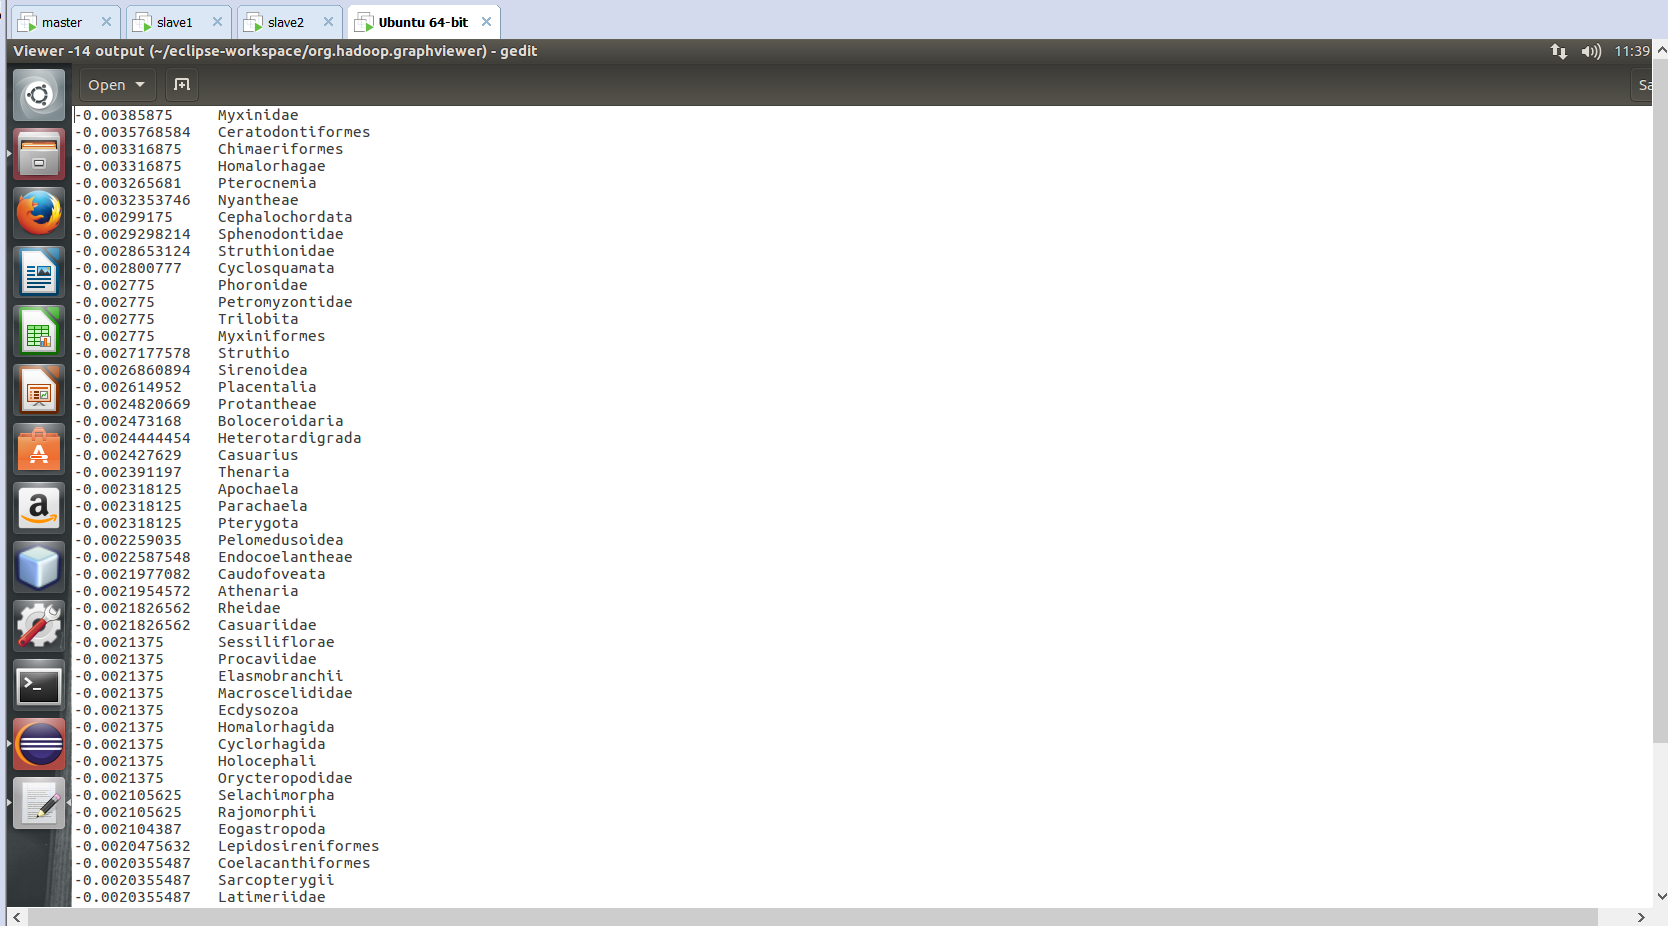 master slave1 slave2 Ubuntu 64-bit
Viewer -14 output (~/eclipse-workspace/org.hadoop.graphviewer) - gedit 11:39
Open Sa
-0.00385875 Myxinidae
-0.0035768584 Ceratodontiformes
-0.003316875 Chimaeriformes
-0.003316875 Homalorhagae
-0.003265681 Pterocnemia
-0.0032353746 Nyantheae
-0.00299175 Cephalochordata
-0.0029298214 Sphenodontidae
-0.0028653124 Struthionidae
-0.002800777 Cyclosquamata
-0.002775 Phoronidae
-0.002775 Petromyzontidae
-0.002775 Trilobita
-0.002775 Myxiniformes
-0.0027177578 Struthio
-0.0026860894 Sirenoidea
-0.002614952 Placentalia
-0.0024820669 Protantheae
-0.002473168 Boloceroidaria
-0.0024444454 Heterotardigrada
-0.002427629 Casuarius
-0.002391197 Thenaria
-0.002318125 Apochaela
-0.002318125 Parachaela
-0.002318125 Pterygota
-0.002259035 Pelomedusoidea
-0.0022587548 Endocoelantheae
-0.0021977082 Caudofoveata
-0.0021954572 Athenaria
-0.0021826562 Rheidae
-0.0021826562 Casuariidae
-0.0021375 Sessiliflorae
-0.0021375 Procaviidae
-0.0021375 Elasmobranchii
-0.0021375 Macroscelididae
-0.0021375 Ecdysozoa
-0.0021375 Homalorhagida
-0.0021375 Cyclorhagida
-0.0021375 Holocephali
-0.0021375 Orycteropodidae
-0.002105625 Selachimorpha
-0.002105625 Rajomorphii
-0.002104387 Eogastropoda
-0.0020475632 Lepidosireniformes
-0.0020355487 Coelacanthiformes
-0.0020355487 Sarcopterygii
-0.0020355487 Latimeriidae